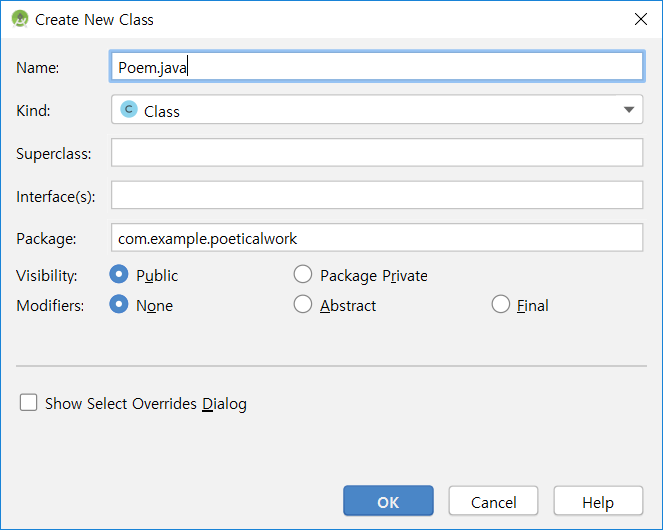 Create New Class
Name: Poem.java
Kind: C Class
Superclass:
Interface(s):
Package: com.example.poeticalwork
Visibility: Public Package Private
Modifiers: None Abstract Final
Show Select Overrides Dialog
OK Cancel Help